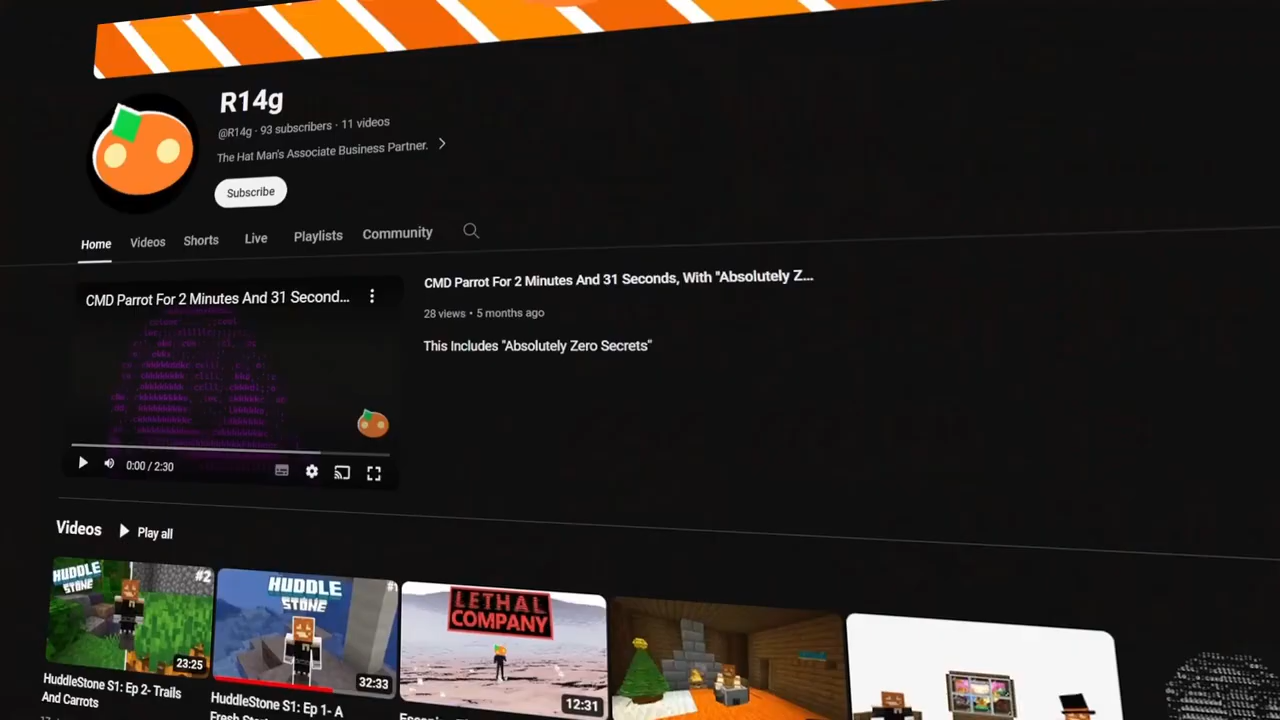 R14g
@R14g · 93 subscribers · 11 videos
The Hat Man's Associate Business Partner.
Subscribe
Home Videos Shorts Live Playlists Community
CMD Parrot For 2 Minutes And 31 Second...
CMD Parrot For 2 Minutes And 31 Seconds, With "Absolutely Z...
28 views • 5 months ago
This Includes "Absolutely Zero Secrets"
0:00 / 2:30
Videos Play all
HUDDLE
STONE
#2
23:25
HUDDLE
STONE
32:33
LETHAL
COMPANY
12:31
HuddleStone S1: Ep 2- Trails
And Carrots
HuddleStone S1: Ep 1- A